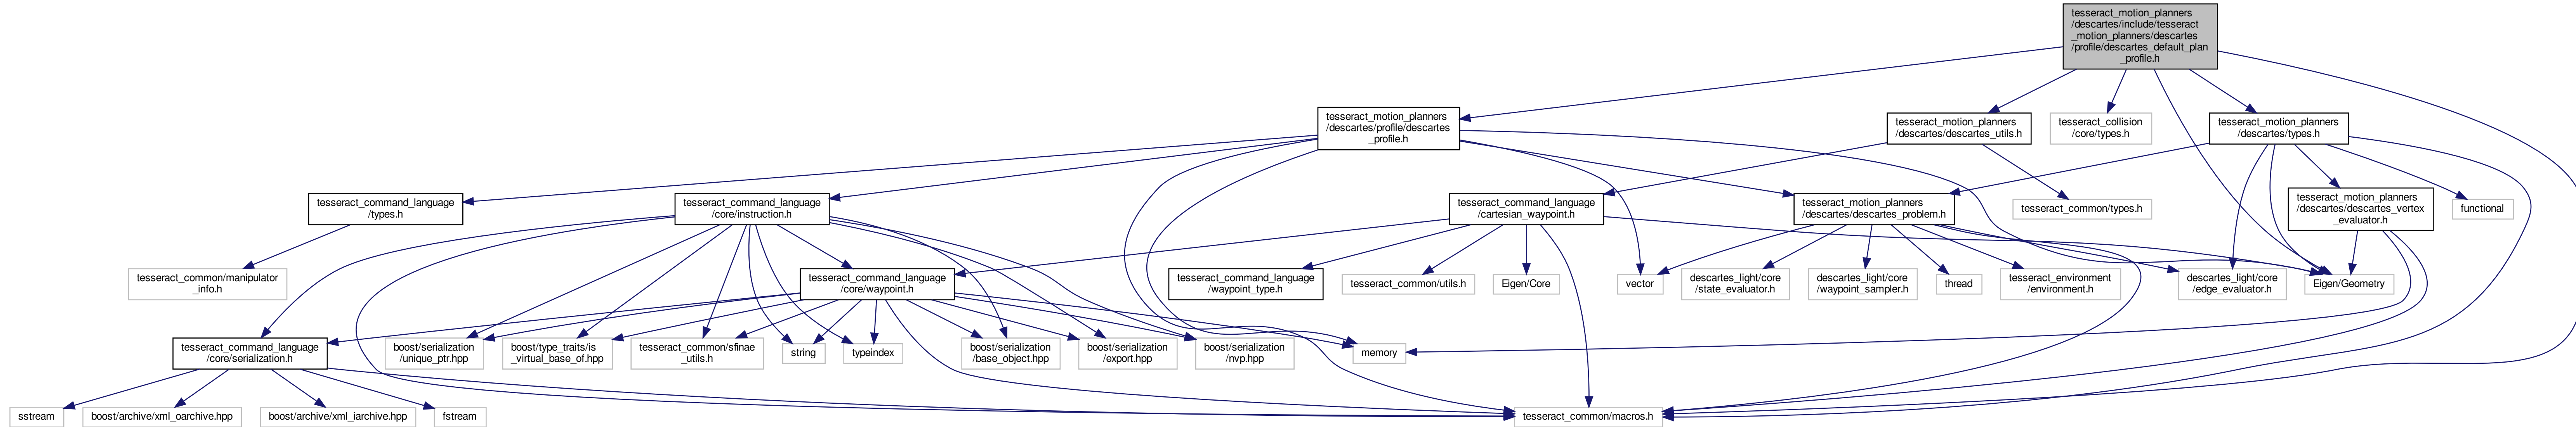 tesseract_motion_planners
/descartes/include/tesseract
_motion_planners/descartes
/profile/descartes_default_plan
_profile.h
tesseract_motion_planners
/descartes/profile/descartes
_profile.h
tesseract_motion_planners
/descartes/descartes_utils.h
tesseract_collision
/core/types.h
tesseract_motion_planners
/descartes/types.h
tesseract_command_language
/types.h
tesseract_command_language
/core/instruction.h
tesseract_command_language
/cartesian_waypoint.h
tesseract_motion_planners
/descartes/descartes_problem.h
tesseract_common/types.h
tesseract_motion_planners
/descartes/descartes_vertex
_evaluator.h
functional
tesseract_common/manipulator
_info.h
tesseract_command_language
/core/waypoint.h
tesseract_command_language
/waypoint_type.h
tesseract_common/utils.h
Eigen/Core
vector
descartes_light/core
/state_evaluator.h
descartes_light/core
/waypoint_sampler.h
thread
tesseract_environment
/environment.h
descartes_light/core
/edge_evaluator.h
Eigen/Geometry
tesseract_command_language
/core/serialization.h
boost/serialization
/unique_ptr.hpp
boost/type_traits/is
_virtual_base_of.hpp
tesseract_common/sfinae
_utils.h
string
typeindex
boost/serialization
/base_object.hpp
boost/serialization
/export.hpp
boost/serialization
/nvp.hpp
memory
sstream
boost/archive/xml_oarchive.hpp
boost/archive/xml_iarchive.hpp
fstream
tesseract_common/macros.h